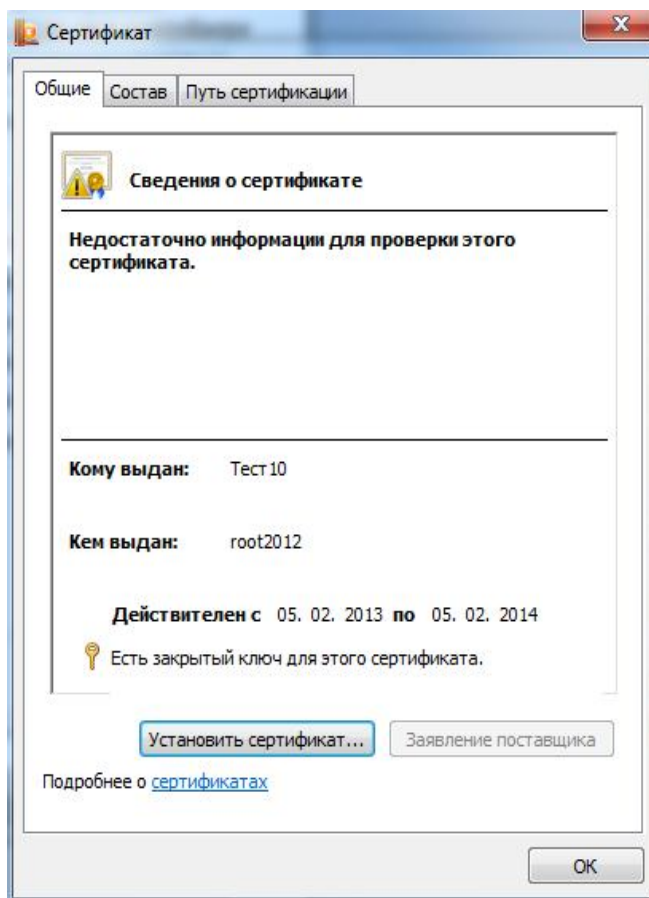 Сертификат
Общие Состав Путь сертификации
Сведения о сертификате
Недостаточно информации для проверки этого
сертификата.
Кому выдан: Тест10
Кем выдан: root2012
Действителен с 05. 02. 2013 по 05. 02. 2014
Есть закрытый ключ для этого сертификата.
Установить сертификат... Заявление поставщика
Подробнее о сертификатах
ОК